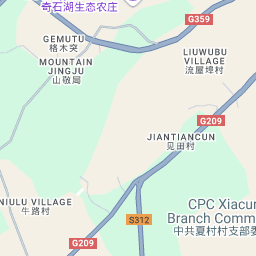 奇石湖生态农庄
G359
GEMUTU
格木突
LIUWUBU
VILLAGE
流屋埠村
MOUNTAIN
JINGJU
山敬局
G209
JIANTIANCUN
见田村
CPC Xiacun
Branch Comm
中共夏村村支部委
NIULU VILLAGE
牛路村
S312
G209